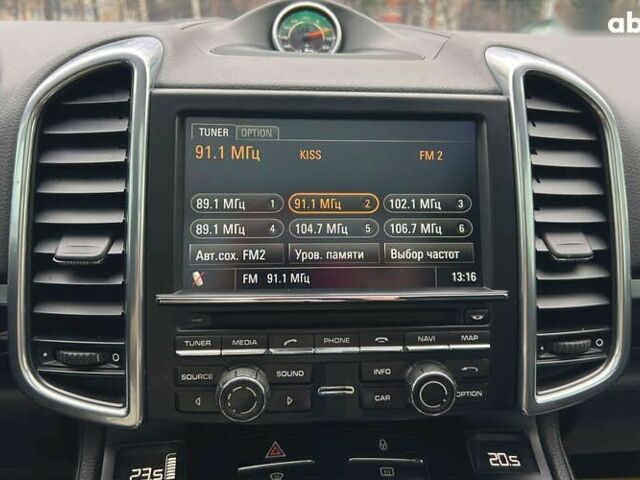 ab
TUNER OPTION
91.1 МГц KISS FM 2
89.1 МГц 1 91.1 МГц 2 102.1 МГц 3
89.1 МГц 4 104.7 МГц 5 106.7 МГц 6
Авт.сох. FM2 Уров. памяти Выбор частот
FM 91.1 МГц 13:16
TUNER MEDIA PHONE NAVI MAP
SOURCE SOUND INFO
CAR OPTION
23.5 20.5